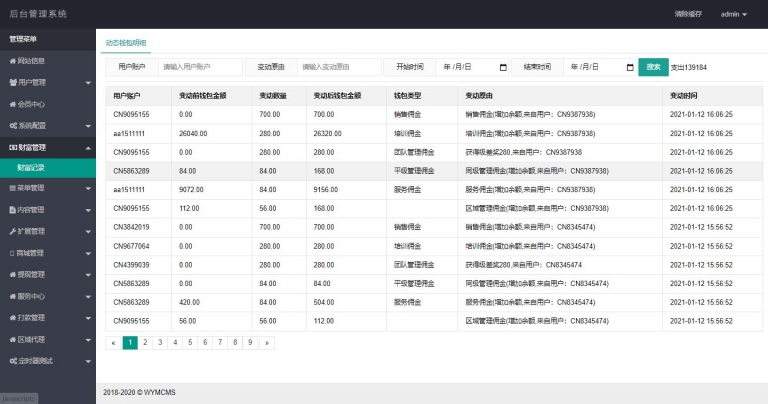 后台管理系统
清除缓存 admin
管理菜单
网站信息
用户管理
会员中心
系统配置
财富管理
财富记录
菜单管理
内容管理
扩展管理
商城管理
提现管理
服务中心
打款管理
区域代理
定时器测试
javascript:
动态钱包明细
用户账户 请输入用户账户 变动原由 请输入变动原由 开始时间 年 /月/日 结束时间 年 /月/日 搜索 支出139184
用户账户 变动前钱包金额 变动数量 变动后钱包金额 钱包类型 变动原由 变动时间
CN9095155 0.00 700.00 700.00 销售佣金 销售佣金(增加余额,来自用户：CN9387938) 2021-01-12 16:06:25
aa1511111 26040.00 280.00 26320.00 培训佣金 培训佣金(增加余额,来自用户：CN9387938) 2021-01-12 16:06:25
CN9095155 0.00 280.00 280.00 团队管理佣金 获得级差奖280,来自用户：CN9387938 2021-01-12 16:06:25
CN5863289 84.00 84.00 168.00 平级管理佣金 同级管理佣金(增加余额,来自用户：CN9387938) 2021-01-12 16:06:25
aa1511111 9072.00 84.00 9156.00 服务佣金 服务佣金(增加余额,来自用户：CN9387938) 2021-01-12 16:06:25
CN9095155 112.00 56.00 168.00 区域管理佣金(增加余额,来自用户：CN9387938) 2021-01-12 16:06:25
CN3842019 0.00 700.00 700.00 销售佣金 销售佣金(增加余额,来自用户：CN8345474) 2021-01-12 15:56:52
CN9677064 0.00 280.00 280.00 培训佣金 培训佣金(增加余额,来自用户：CN8345474) 2021-01-12 15:56:52
CN4399039 0.00 280.00 280.00 团队管理佣金 获得级差奖280,来自用户：CN8345474 2021-01-12 15:56:52
CN5863289 0.00 84.00 84.00 平级管理佣金 同级管理佣金(增加余额,来自用户：CN8345474) 2021-01-12 15:56:52
CN5863289 420.00 84.00 504.00 服务佣金 服务佣金(增加余额,来自用户：CN8345474) 2021-01-12 15:56:52
CN9095155 56.00 56.00 112.00 区域管理佣金(增加余额,来自用户：CN8345474) 2021-01-12 15:56:52
« 1 2 3 4 5 6 7 8 9 »
2018-2020 © WYMCMS